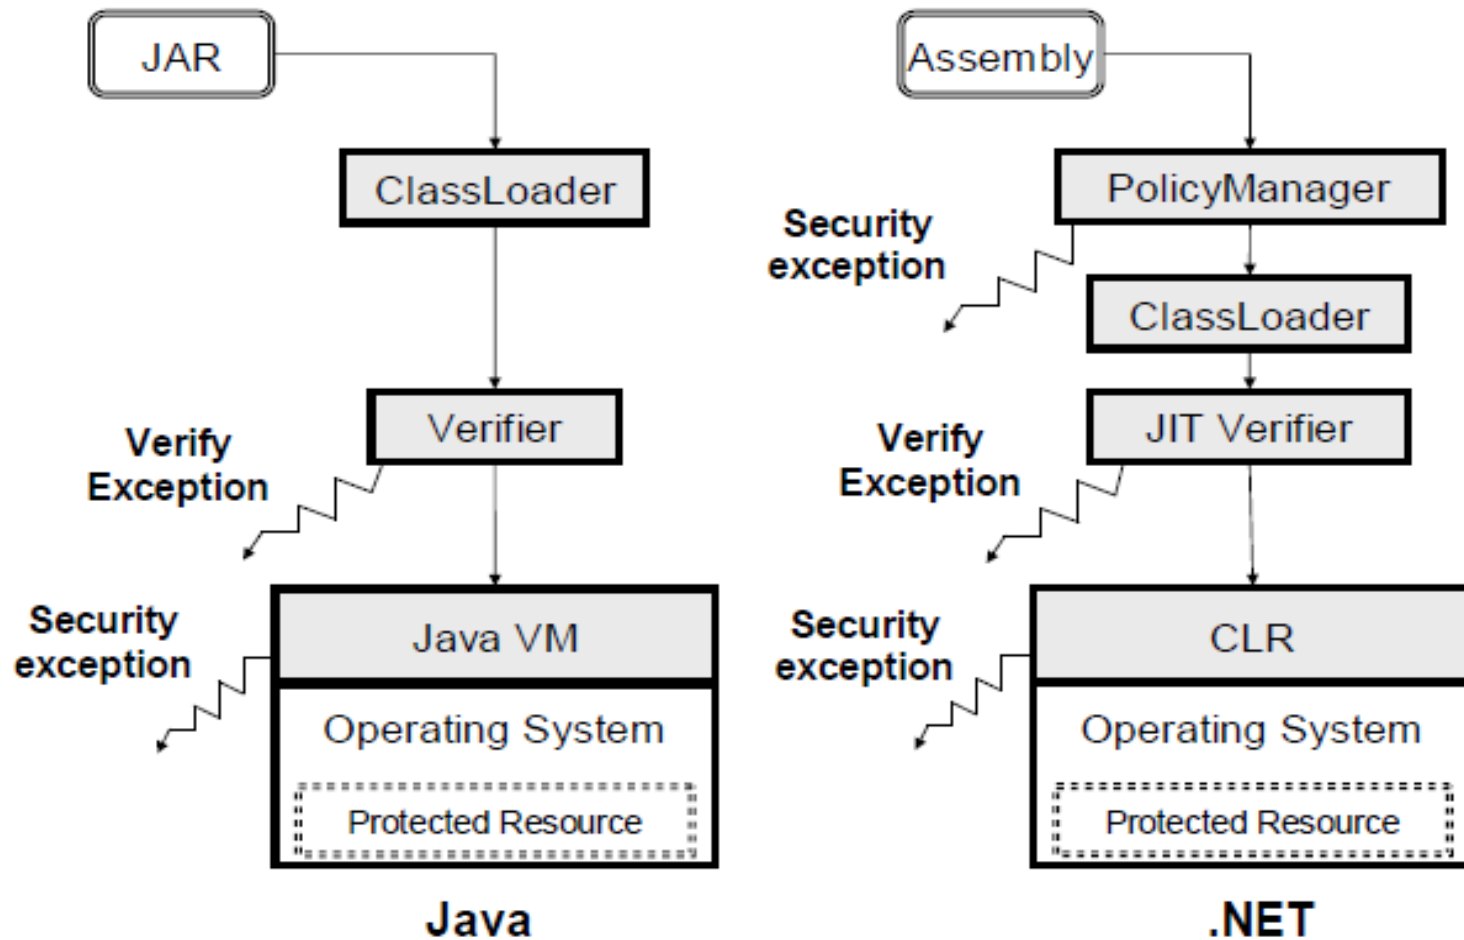 JAR
ClassLoader
Verifier
Verify
Exception
Java VM
Security
exception
Operating System
Protected Resource
Java
Assembly
PolicyManager
Security
exception
ClassLoader
JIT Verifier
Verify
Exception
CLR
Security
exception
Operating System
Protected Resource
.NET